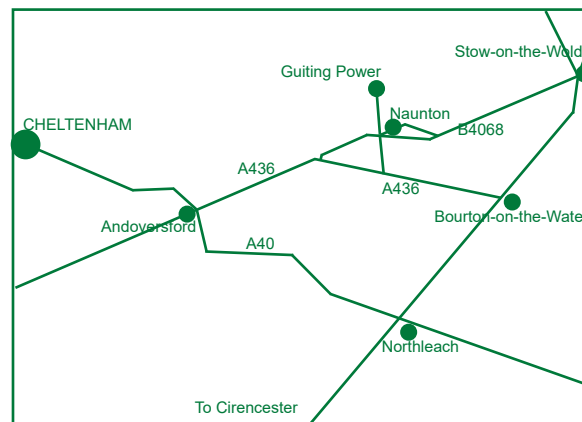 Stow-on-the-Wold
Guiting Power
Naunton
CHELTENHAM
B4068
A436
A436
Bourton-on-the-Wate
Andoversford
A40
Northleach
To Cirencester